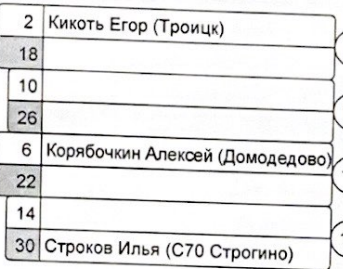 2 Кикоть Егор (Троицк)
18
10
26
6 Корябочкин Алексей (Домодедово)
22
14
30 Строков Илья (С70 Строгино)